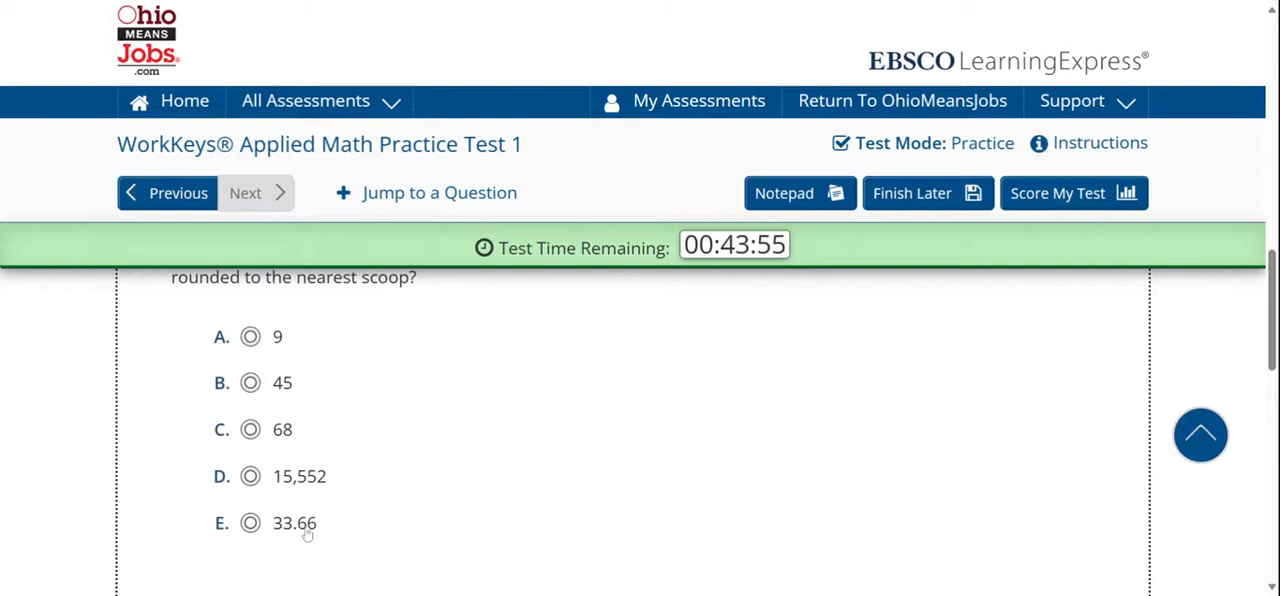 Ohio
MEANS
Jobs.
.com
EBSCO LearningExpress®
Home All Assessments My Assessments Return To OhioMeansJobs Support
WorkKeys® Applied Math Practice Test 1 Test Mode: Practice Instructions
Previous Next + Jump to a Question Notepad Finish Later Score My Test
Test Time Remaining: 00:43:55
rounded to the nearest scoop?
A. 9
B. 45
C. 68
D. 15,552
E. 33.66